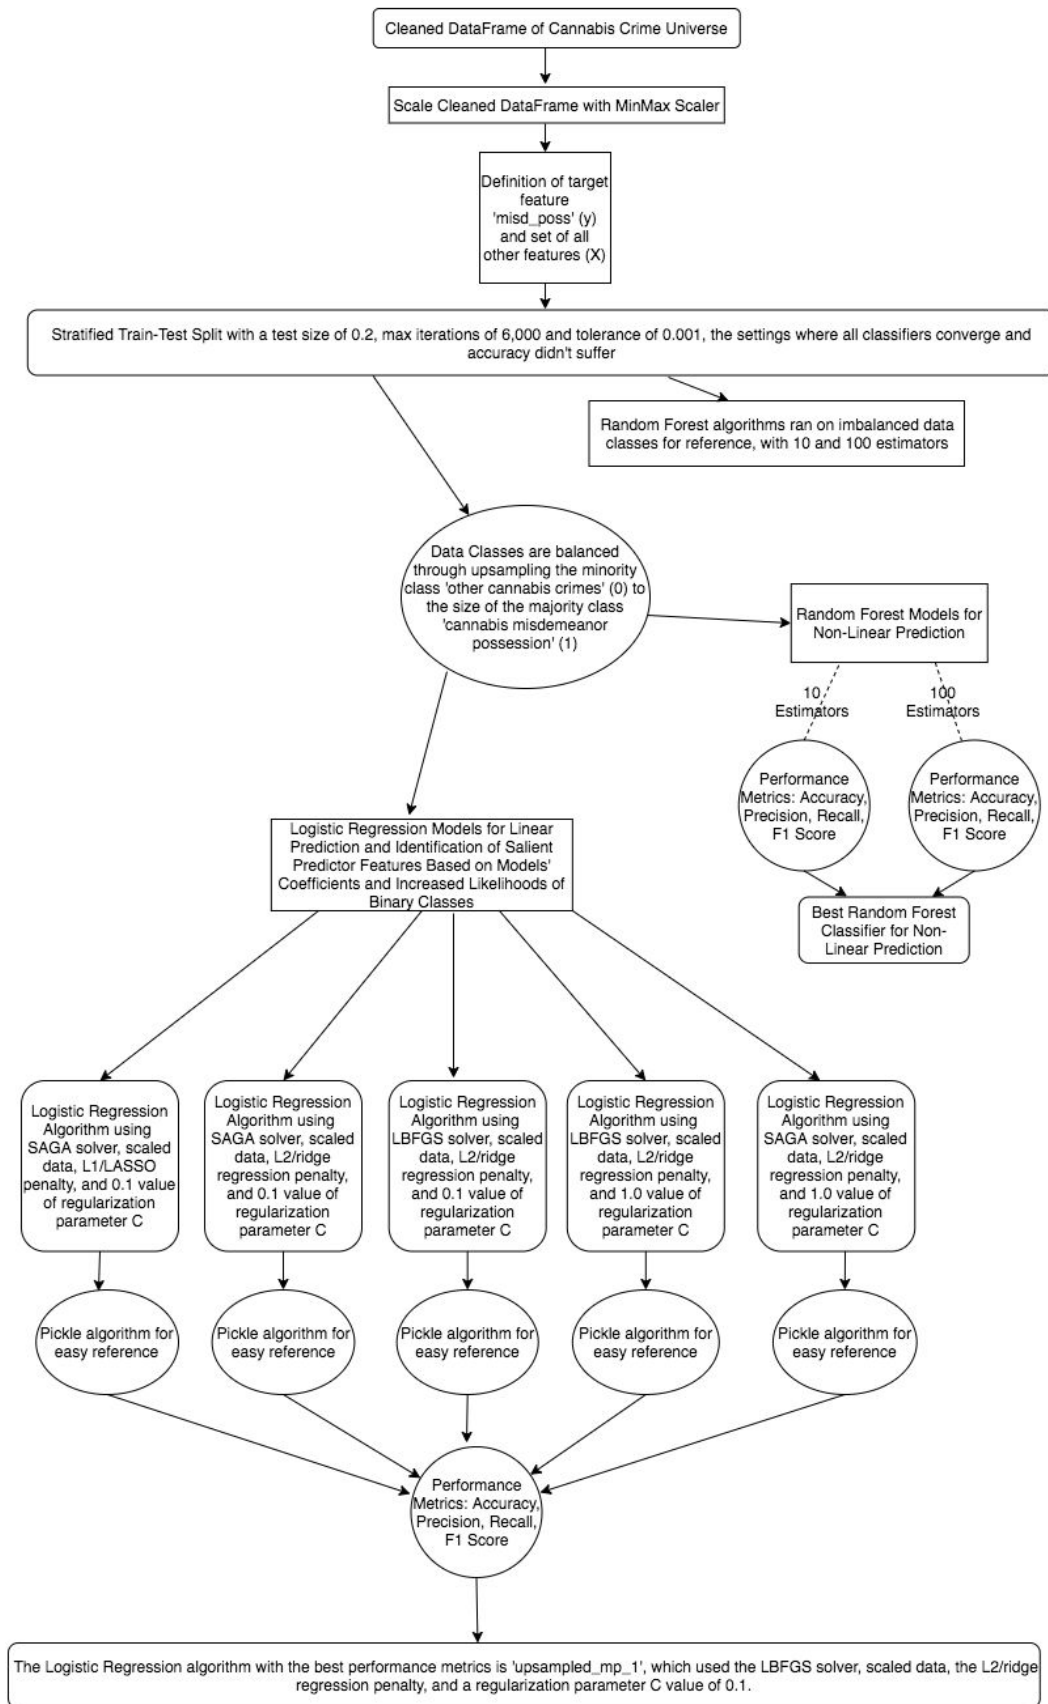 Cleaned DataFrame of Cannabis Crime Universe
Scale Cleaned DataFrame with MinMax Scaler
Definition of target
feature
'misd_poss' (y)
and set of all
other features (X)
Stratified Train-Test Split with a test size of 0.2, max iterations of 6,000 and tolerance of 0.001, the settings where all classifiers converge and
accuracy didn't suffer
Random Forest algorithms ran on imbalanced data
classes for reference, with 10 and 100 estimators
Data Classes are balanced
through upsampling the minority
class 'other cannabis crimes' (0) to
the size of the majority class
'cannabis misdemeanor
possession' (1)
Random Forest Models for
Non-Linear Prediction
10
Estimators
100
Estimators
Performance
Metrics: Accuracy,
Precision, Recall,
F1 Score
Performance
Metrics: Accuracy,
Precision, Recall,
F1 Score
Best Random Forest
Classifier for Non-
Linear Prediction
Logistic Regression Models for Linear
Prediction and Identification of Salient
Predictor Features Based on Models'
Coefficients and Increased Likelihoods of
Binary Classes
Logistic Regression
Algorithm using
SAGA solver, scaled
data, L1/LASSO
penalty, and 0.1 value
of regularization
parameter C
Logistic Regression
Algorithm using
SAGA solver, scaled
data, L2/ridge
regression penalty,
and 0.1 value of
regularization
parameter C
Logistic Regression
Algorithm using
LBFGS solver, scaled
data, L2/ridge
regression penalty,
and 0.1 value of
regularization
parameter C
Logistic Regression
Algorithm using
LBFGS solver, scaled
data, L2/ridge
regression penalty,
and 1.0 value of
regularization
parameter C
Logistic Regression
Algorithm using
SAGA solver, scaled
data, L2/ridge
regression penalty,
and 1.0 value of
regularization
parameter C
Pickle algorithm for
easy reference
Pickle algorithm for
easy reference
Pickle algorithm for
easy reference
Pickle algorithm for
easy reference
Pickle algorithm for
easy reference
Performance
Metrics: Accuracy,
Precision, Recall,
F1 Score
The Logistic Regression algorithm with the best performance metrics is 'upsampled_mp_1', which used the LBFGS solver, scaled data, the L2/ridge
regression penalty, and a regularization parameter C value of 0.1.